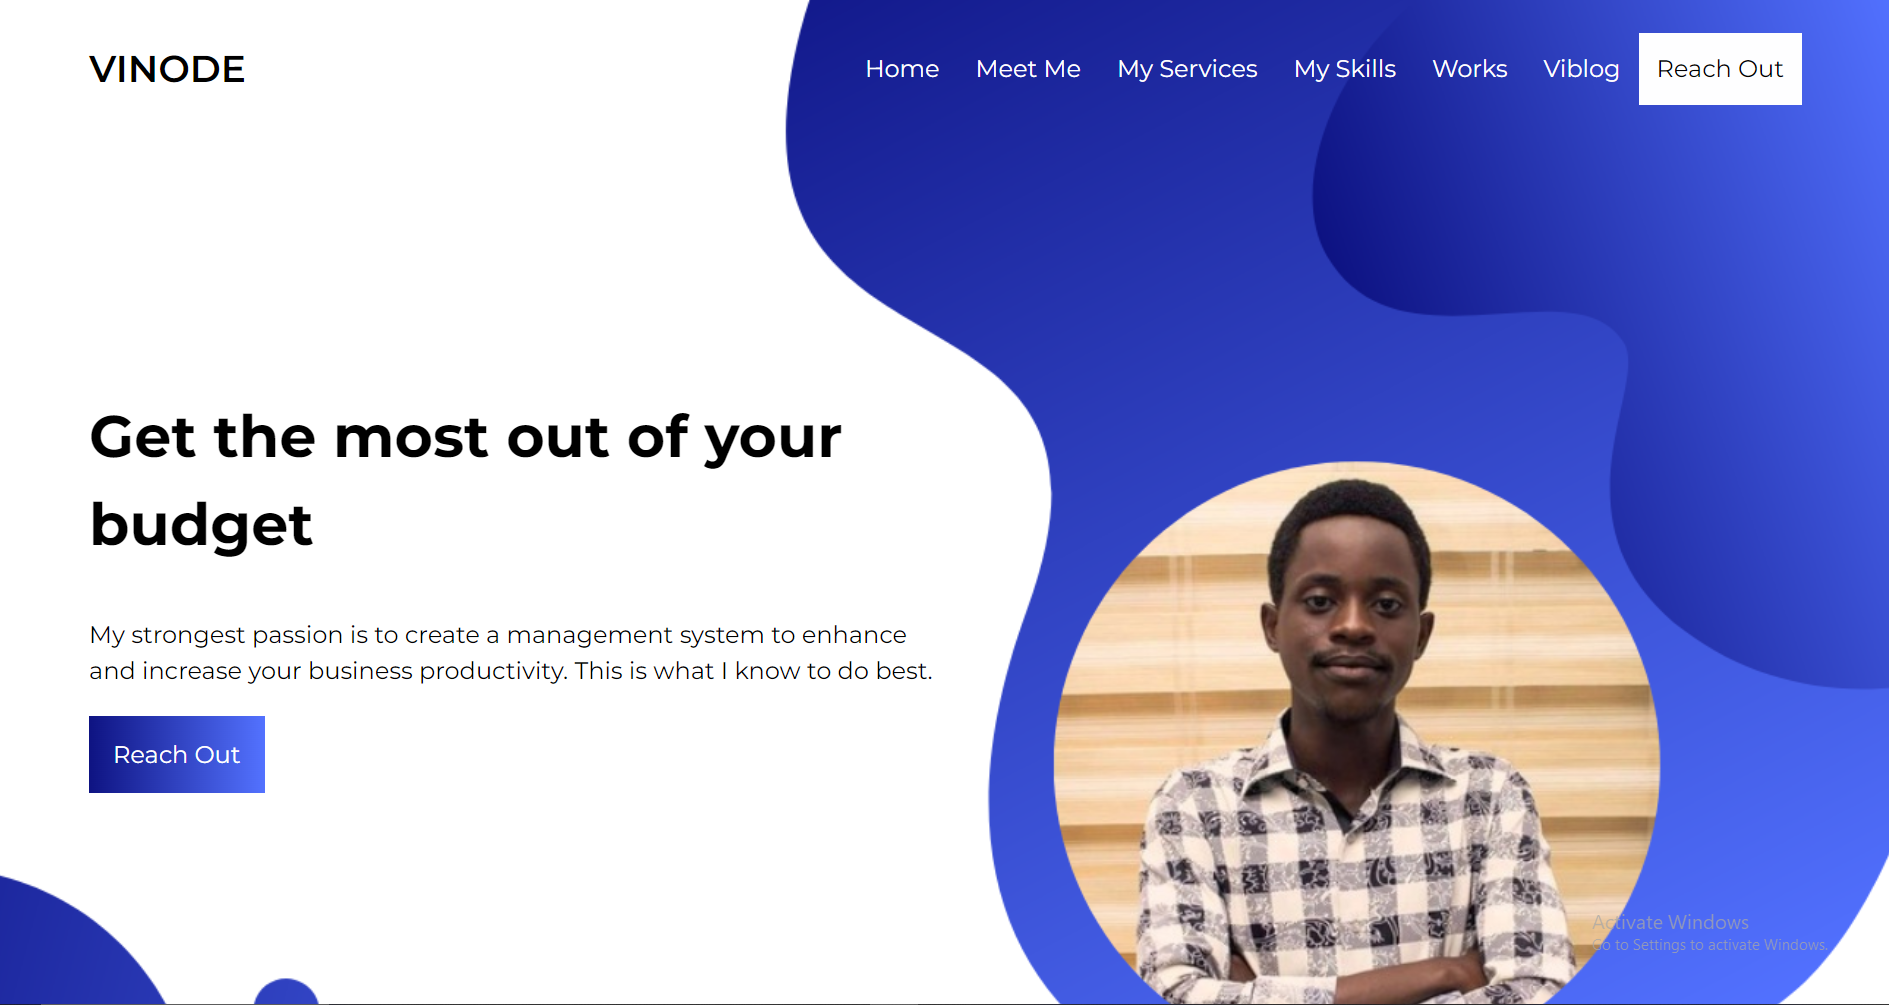 VINODE
Home Meet Me My Services My Skills Works Viblog Reach Out
Get the most out of your
budget
My strongest passion is to create a management system to enhance
and increase your business productivity. This is what I know to do best.
Reach Out
Activate Windows
Go to Settings to activate Windows.